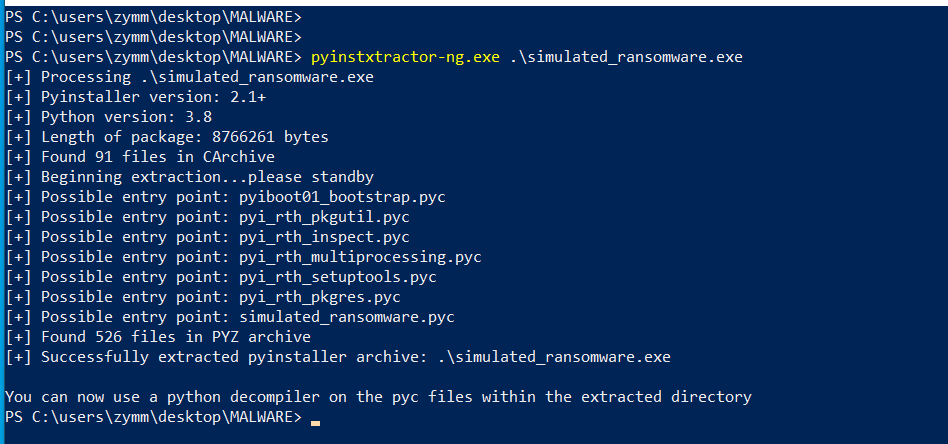 PS C:\users\zymm\desktop\MALWARE>
PS C:\users\zymm\desktop\MALWARE>
PS C:\users\zymm\desktop\MALWARE> pyinstxtractor-ng.exe .\simulated_ransomware.exe
[+] Processing .\simulated_ransomware.exe
[+] Pyinstaller version: 2.1+
[+] Python version: 3.8
[+] Length of package: 8766261 bytes
[+] Found 91 files in CArchive
[+] Beginning extraction...please standby
[+] Possible entry point: pyiboot01_bootstrap.pyc
[+] Possible entry point: pyi_rth_pkgutil.pyc
[+] Possible entry point: pyi_rth_inspect.pyc
[+] Possible entry point: pyi_rth_multiprocessing.pyc
[+] Possible entry point: pyi_rth_setuptools.pyc
[+] Possible entry point: pyi_rth_pkgres.pyc
[+] Possible entry point: simulated_ransomware.pyc
[+] Found 526 files in PYZ archive
[+] Successfully extracted pyinstaller archive: .\simulated_ransomware.exe
You can now use a python decompiler on the pyc files within the extracted directory
PS C:\users\zymm\desktop\MALWARE>